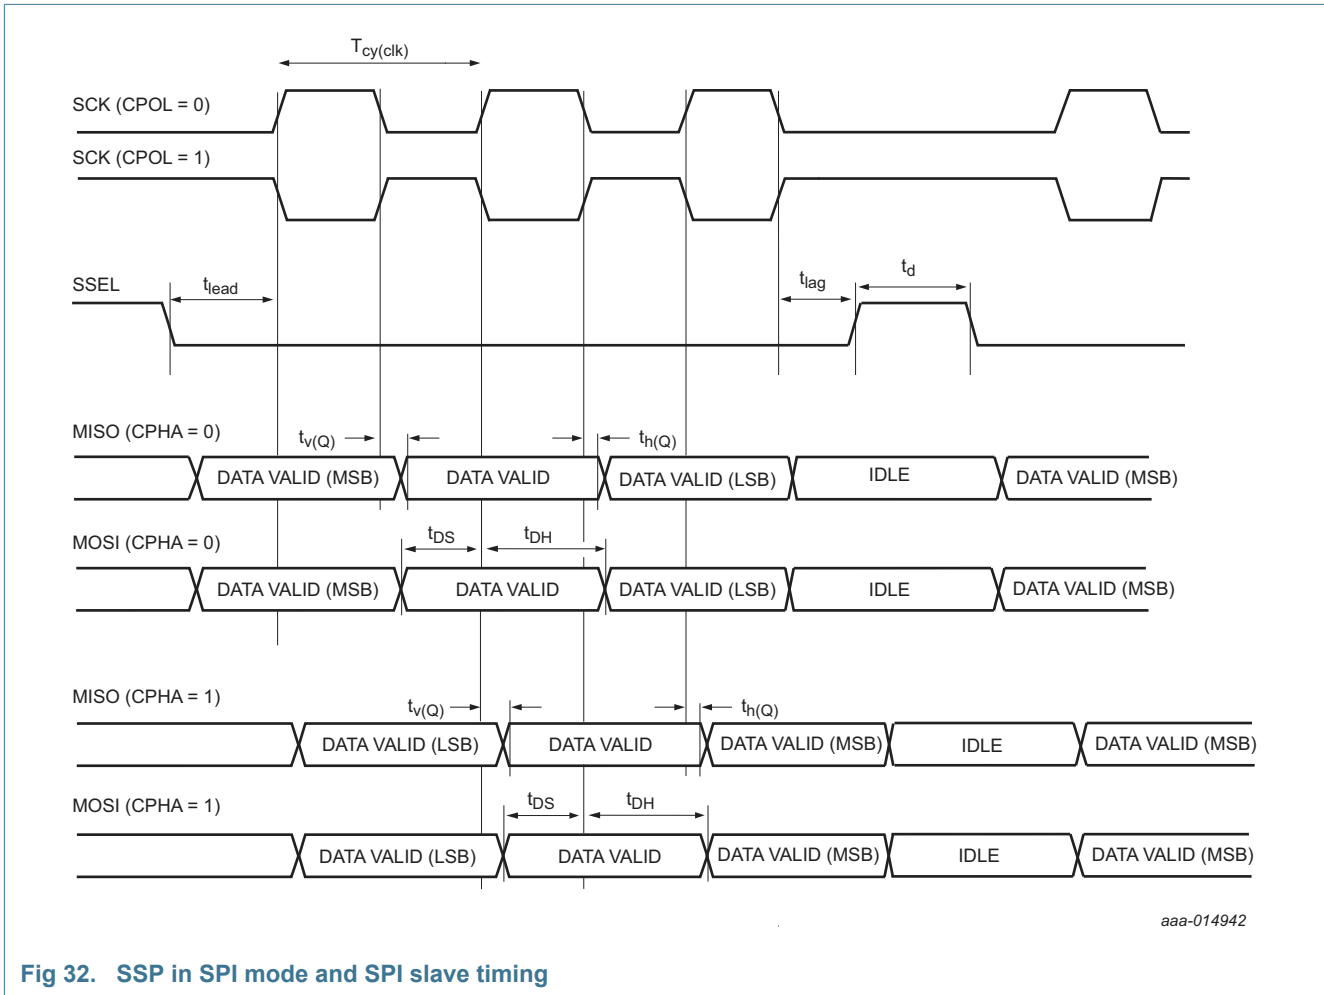 Tcy(clk)
SCK (CPOL = 0)
SCK (CPOL = 1)
SSEL
tlead
tlag
td
MISO (CPHA = 0)
tv(Q)
th(Q)
DATA VALID (MSB) DATA VALID DATA VALID (LSB) IDLE DATA VALID (MSB)
MOSI (CPHA = 0)
tDS
tDH
DATA VALID (MSB) DATA VALID DATA VALID (LSB) IDLE DATA VALID (MSB)
MISO (CPHA = 1)
tv(Q)
th(Q)
DATA VALID (LSB) DATA VALID DATA VALID (MSB) IDLE DATA VALID (MSB)
MOSI (CPHA = 1)
tDS
tDH
DATA VALID (LSB) DATA VALID DATA VALID (MSB) IDLE DATA VALID (MSB)
aaa-014942
Fig 32. SSP in SPI mode and SPI slave timing